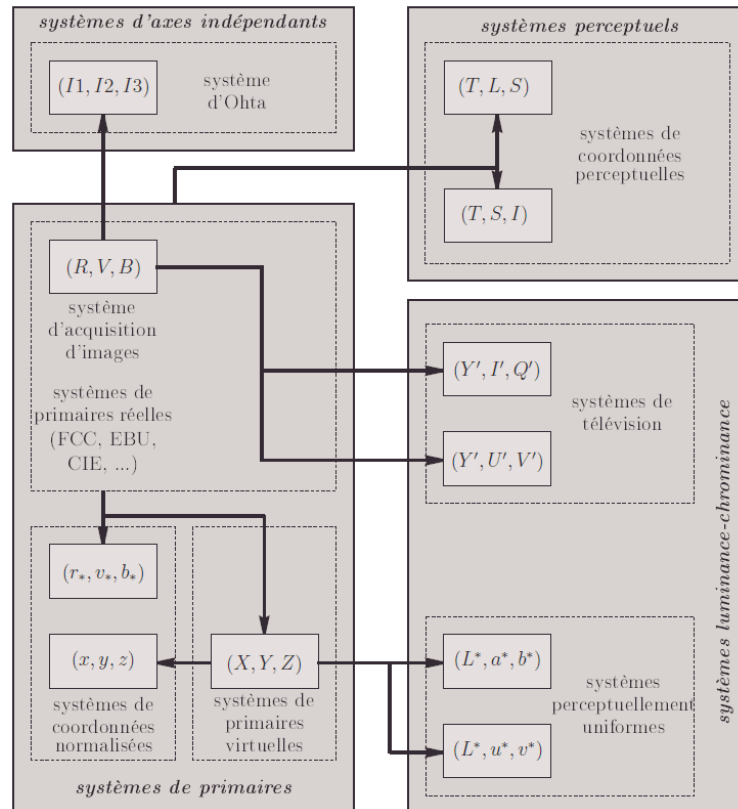 systèmes d'axes indépendants
(I1, I2, I3)
système
d'Ohta
systèmes perceptuels
(T, L, S)
systèmes de
coordonnées
perceptuelles
(T, S, I)
(R, V, B)
système
d'acquisition
d'images
systèmes de
primaires réelles
(FCC, EBU,
CIE, ...)
(r*, v*, b*)
(x, y, z)
systèmes de
coordonnées
normalisées
(X, Y, Z)
systèmes de
primaires
virtuelles
systèmes de primaires
(Y', I', Q')
systèmes de
télévision
(Y', U', V')
(L*, a*, b*)
systèmes
perceptuellement
uniformes
(L*, u*, v*)
systèmes luminance-chrominance